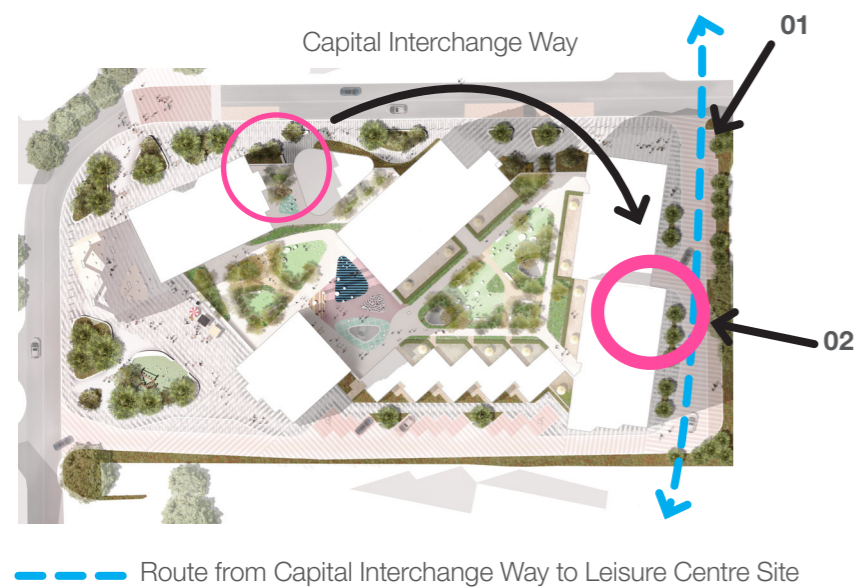 01
Capital Interchange Way
02
Route from Capital Interchange Way to Leisure Centre Site